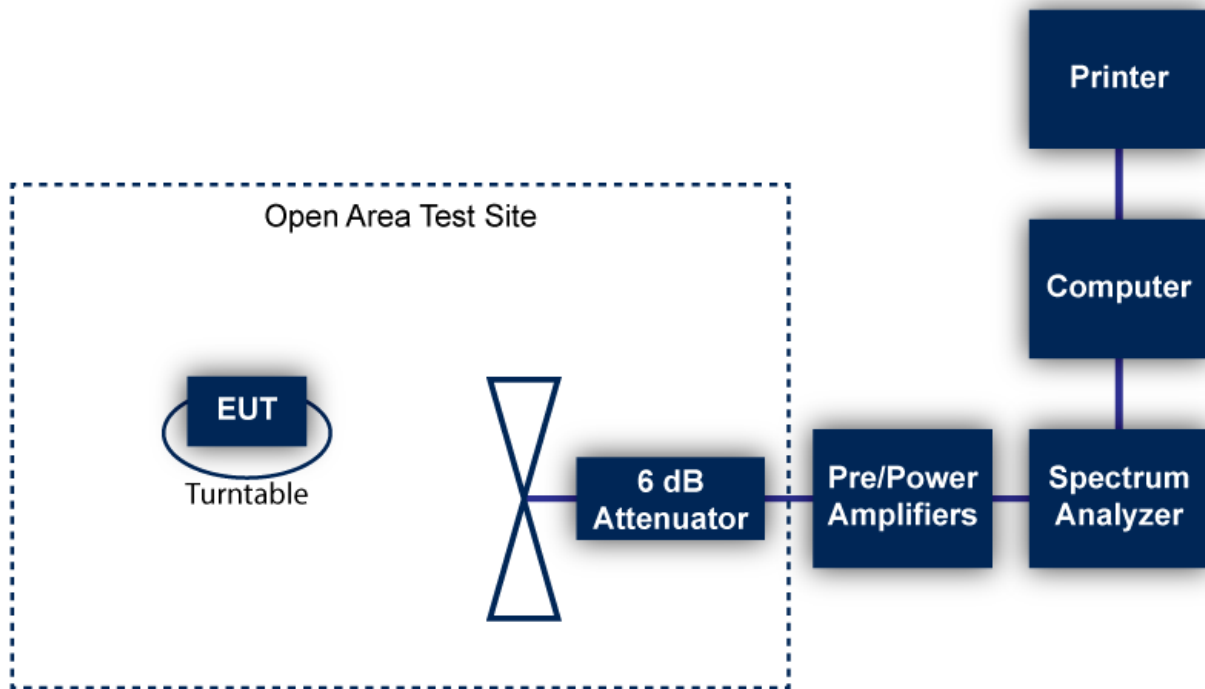 Printer
Open Area Test Site
Computer
EUT
Turntable
6 dB
Attenuator
Pre/Power
Amplifiers
Spectrum
Analyzer